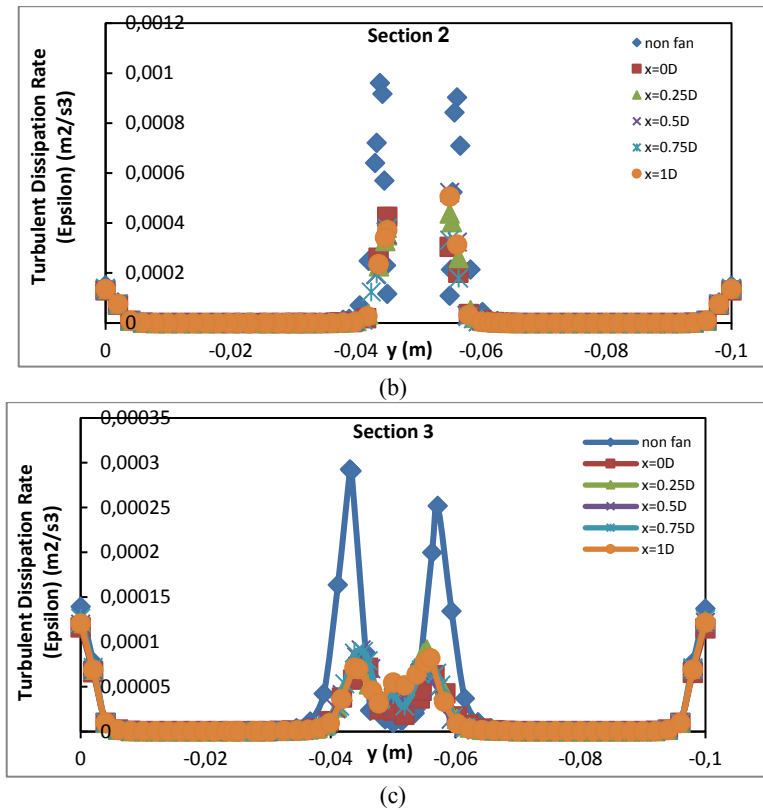 0,0012
Section 2
0,001
0,0008
0,0006
0,0004
0,0002
0
Turbulent Dissipation Rate
(Epsilon) (m2/s3)
non fan
x=0D
x=0.25D
x=0.5D
x=0.75D
x=1D
0
-0,02
-0,04
y (m)
-0,06
-0,08
-0,1
(b)
0,00035
Section 3
0,0003
0,00025
0,0002
0,00015
0,0001
0,00005
0
Turbulent Dissipation Rate
(Epsilon) (m2/s3)
non fan
x=0D
x=0.25D
x=0.5D
x=0.75D
x=1D
0
-0,02
-0,04
y (m)
-0,06
-0,08
-0,1
(c)